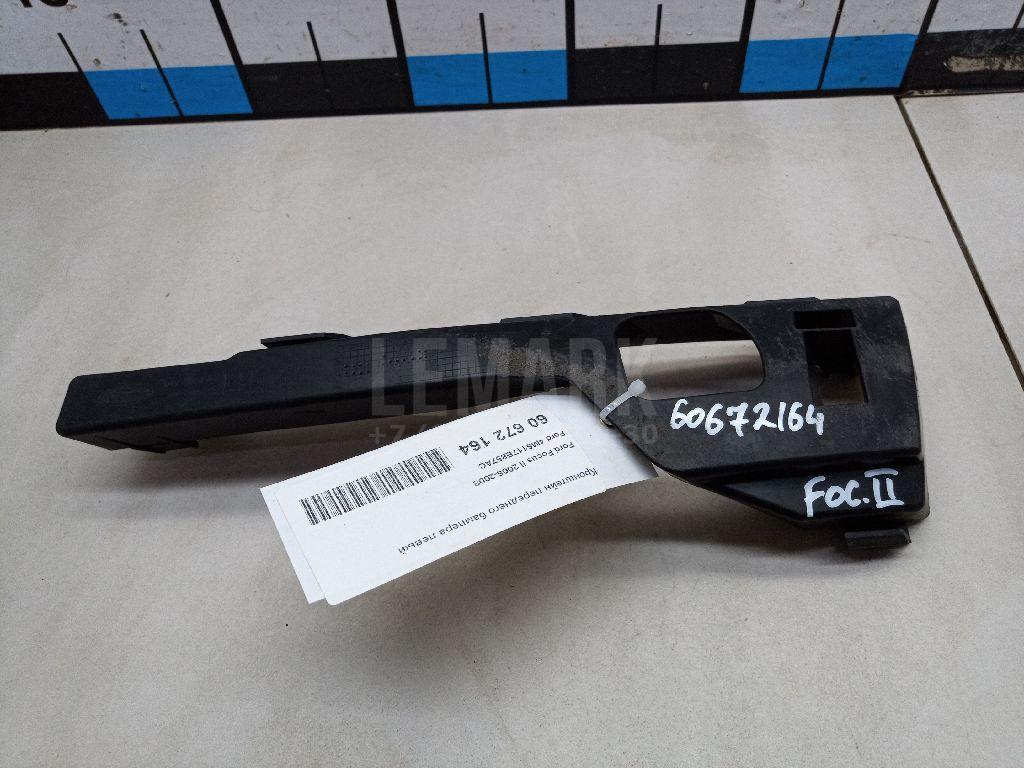 LEMARK
60672164
FOC. II
60 672 164
Кронштейн переднего бампера левый
Ford Focus II 2005-2008
Ford 4M5117E857AC